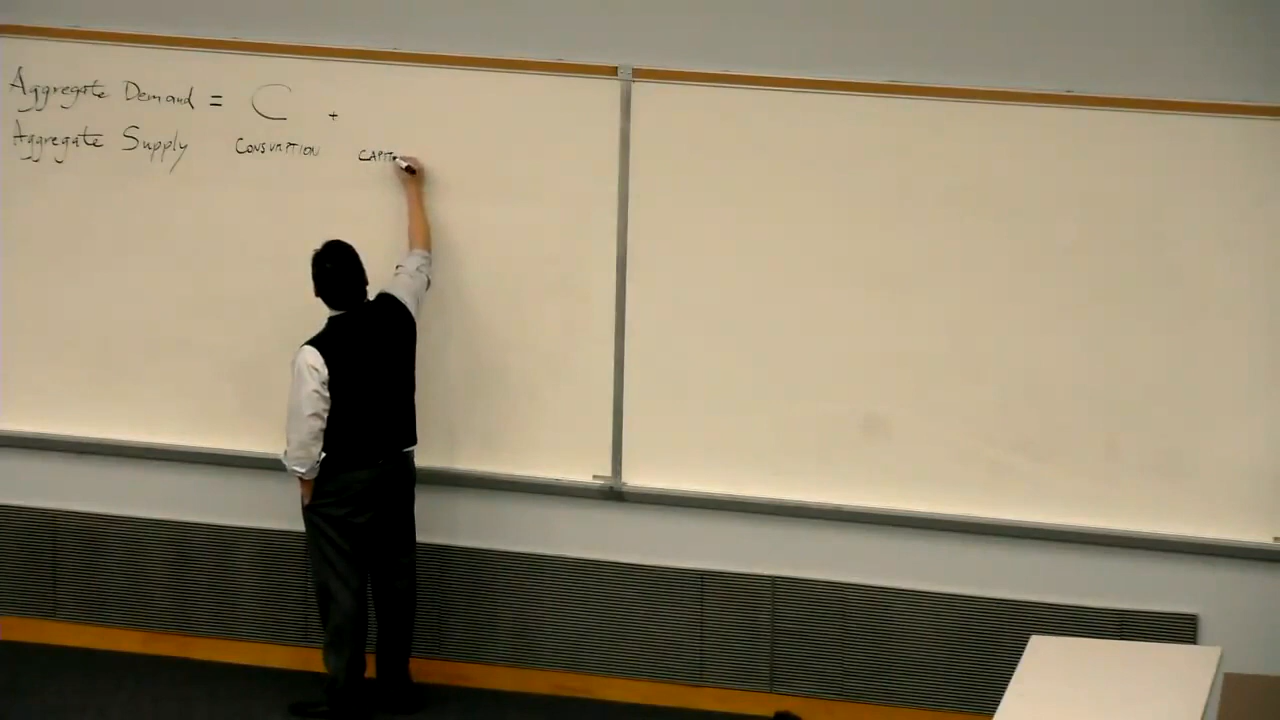 Aggregate Demand = C +
Aggregate Supply CONSUMPTION CAPIT